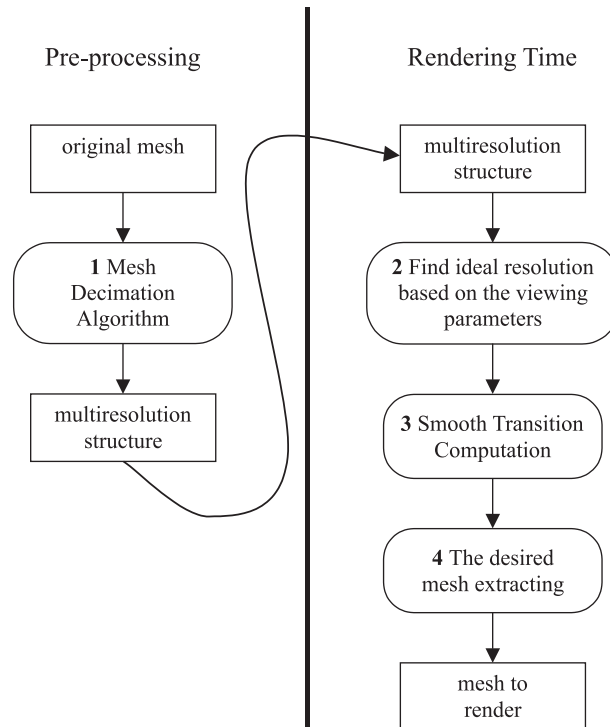 Pre-processing
original mesh
1 Mesh
Decimation
Algorithm
multiresolution
structure
Rendering Time
multiresolution
structure
2 Find ideal resolution
based on the viewing
parameters
3 Smooth Transition
Computation
4 The desired
mesh extracting
mesh to
render